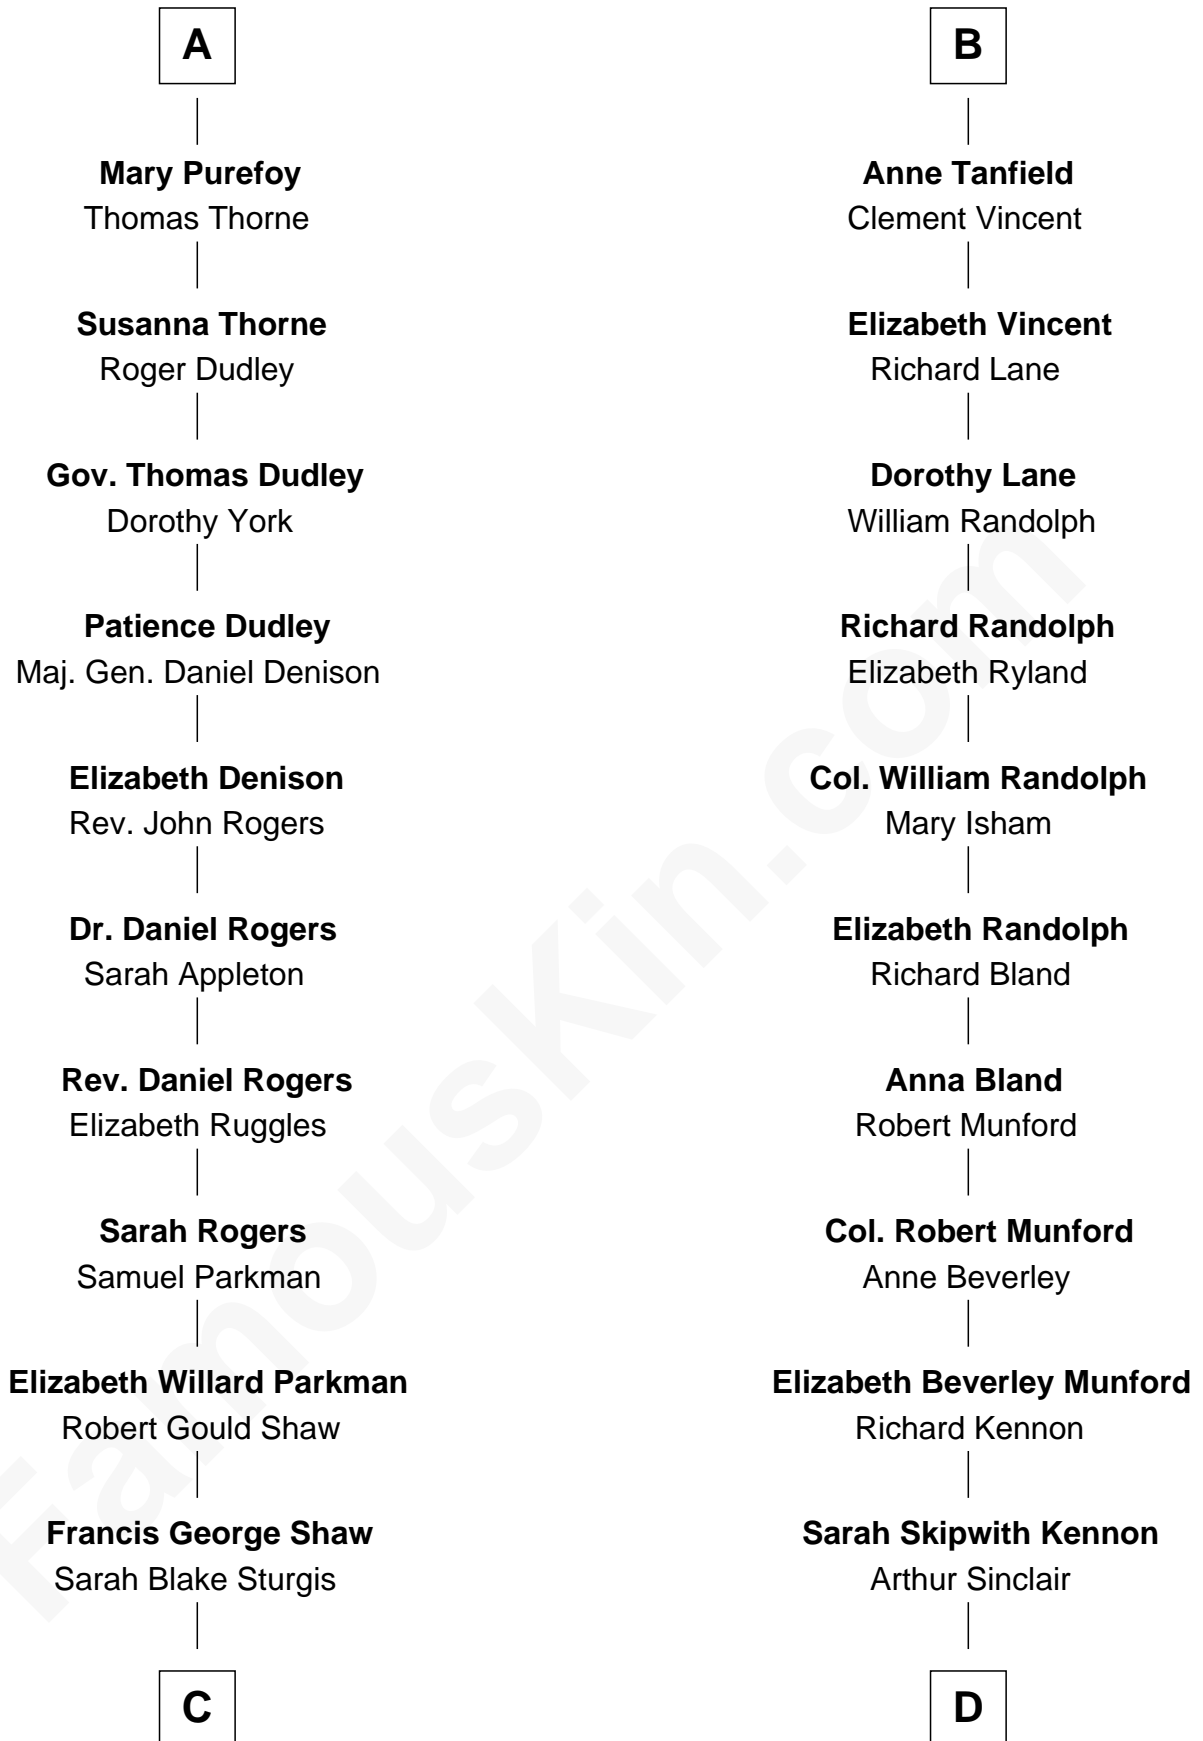 A
Mary Purefoy
Thomas Thorne
Susanna Thorne
Roger Dudley
Gov. Thomas Dudley
Dorothy York
Patience Dudley
Maj. Gen. Daniel Denison
Elizabeth Denison
Rev. John Rogers
Dr. Daniel Rogers
Sarah Appleton
Rev. Daniel Rogers
Elizabeth Ruggles
Sarah Rogers
Samuel Parkman
Elizabeth Willard Parkman
Robert Gould Shaw
Francis George Shaw
Sarah Blake Sturgis
C
B
Anne Tanfield
Clement Vincent
Elizabeth Vincent
Richard Lane
Dorothy Lane
William Randolph
Richard Randolph
Elizabeth Ryland
Col. William Randolph
Mary Isham
Elizabeth Randolph
Richard Bland
Anna Bland
Robert Munford
Col. Robert Munford
Anne Beverley
Elizabeth Beverley Munford
Richard Kennon
Sarah Skipwith Kennon
Arthur Sinclair
D
FamousKin.com